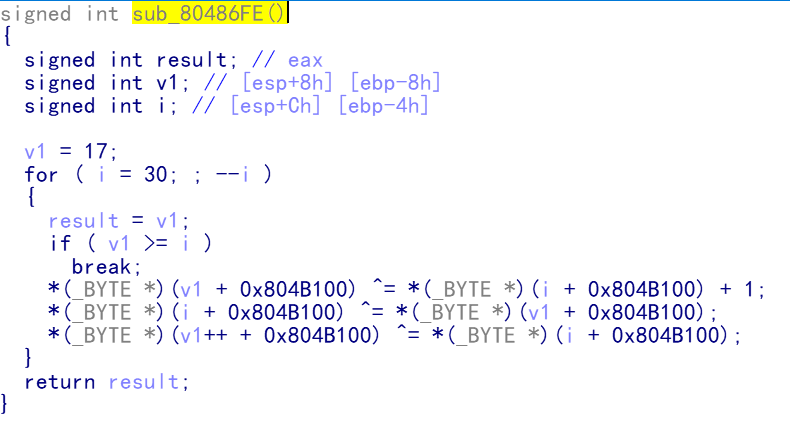 signed int sub_80486FE()
{
  signed int result; // eax
  signed int v1; // [esp+8h] [ebp-8h]
  signed int i; // [esp+Ch] [ebp-4h]

  v1 = 17;
  for ( i = 30; ; --i )
  {
    result = v1;
    if ( v1 >= i )
      break;
    *(_BYTE *)(v1 + 0x804B100) ^= *(_BYTE *)(i + 0x804B100) + 1;
    *(_BYTE *)(i + 0x804B100) ^= *(_BYTE *)(v1 + 0x804B100);
    *(_BYTE *)(v1++ + 0x804B100) ^= *(_BYTE *)(i + 0x804B100);
  }
  return result;
}